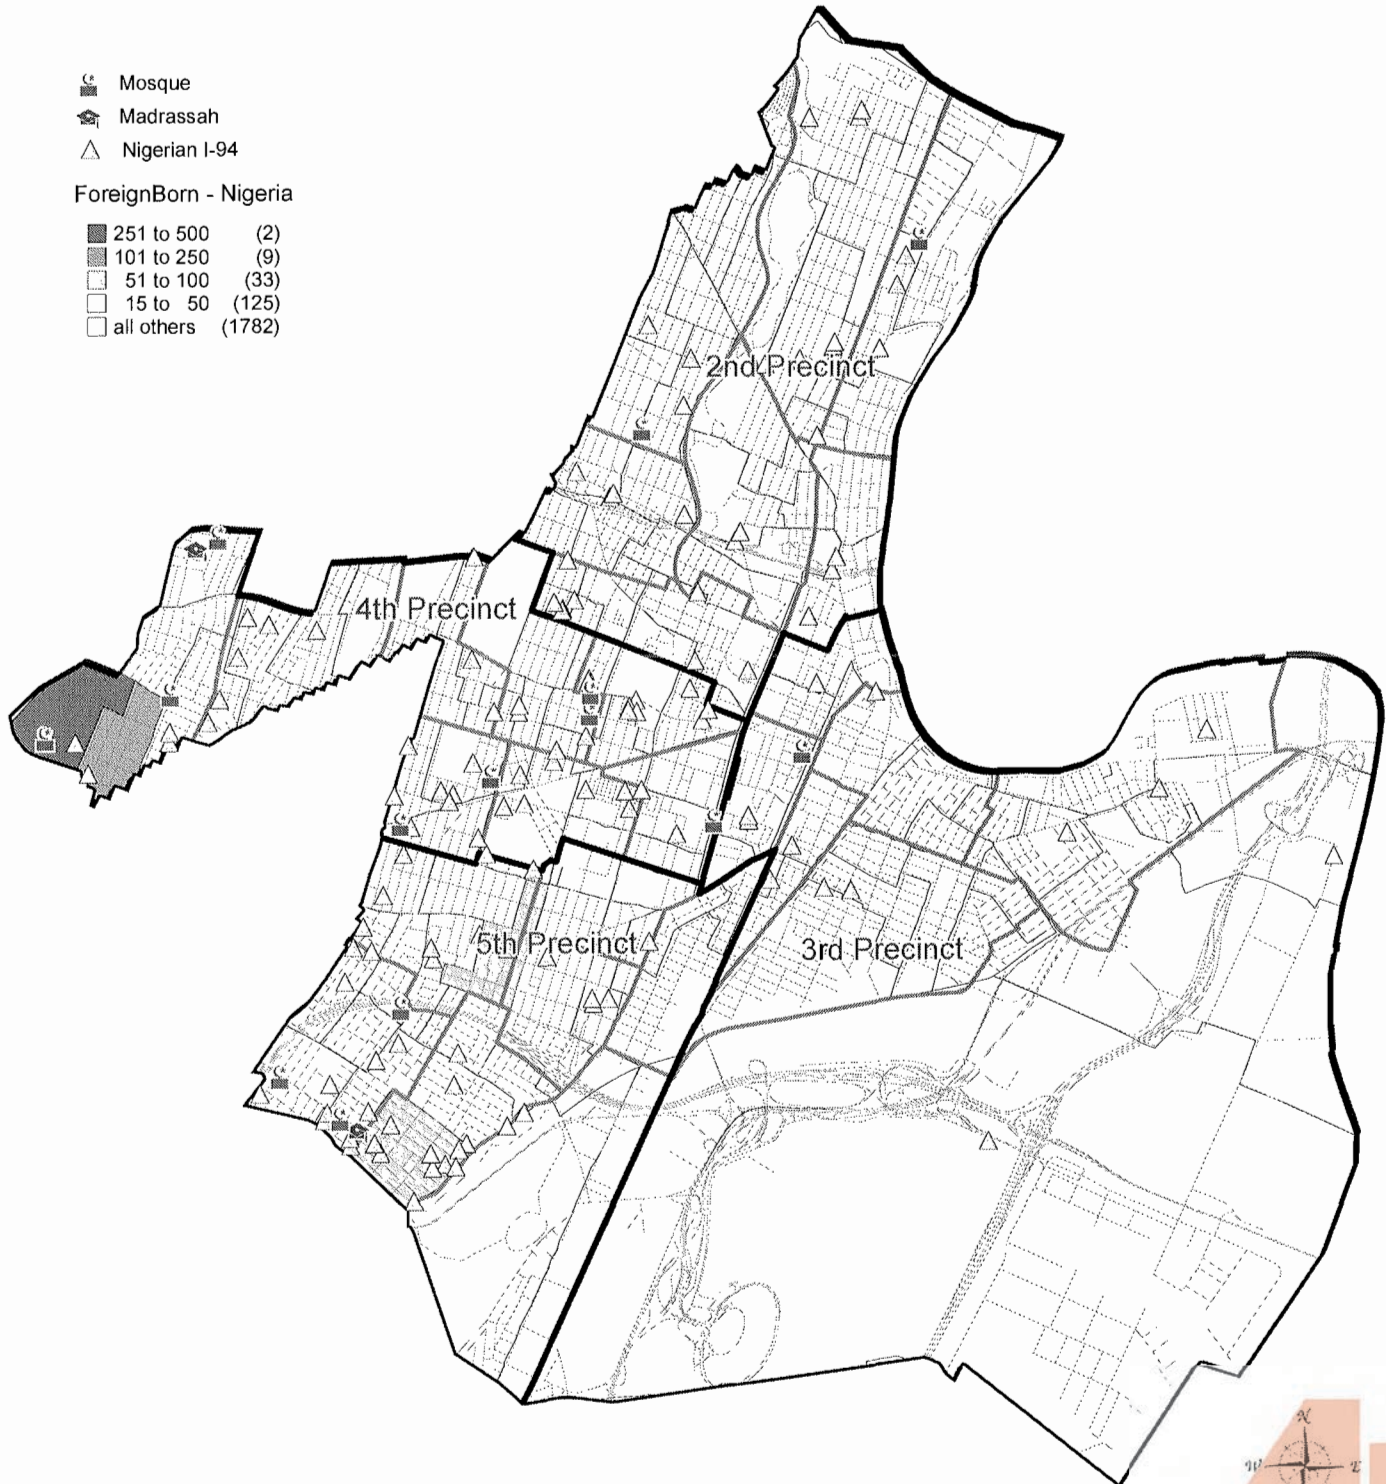 Mosque
Madrassah
Nigerian I-94
ForeignBorn - Nigeria
251 to 500 (2)
101 to 250 (9)
51 to 100 (33)
15 to 50 (125)
all others (1782)
2nd Precinct
4th Precinct
5th Precinct
3rd Precinct
N
W E